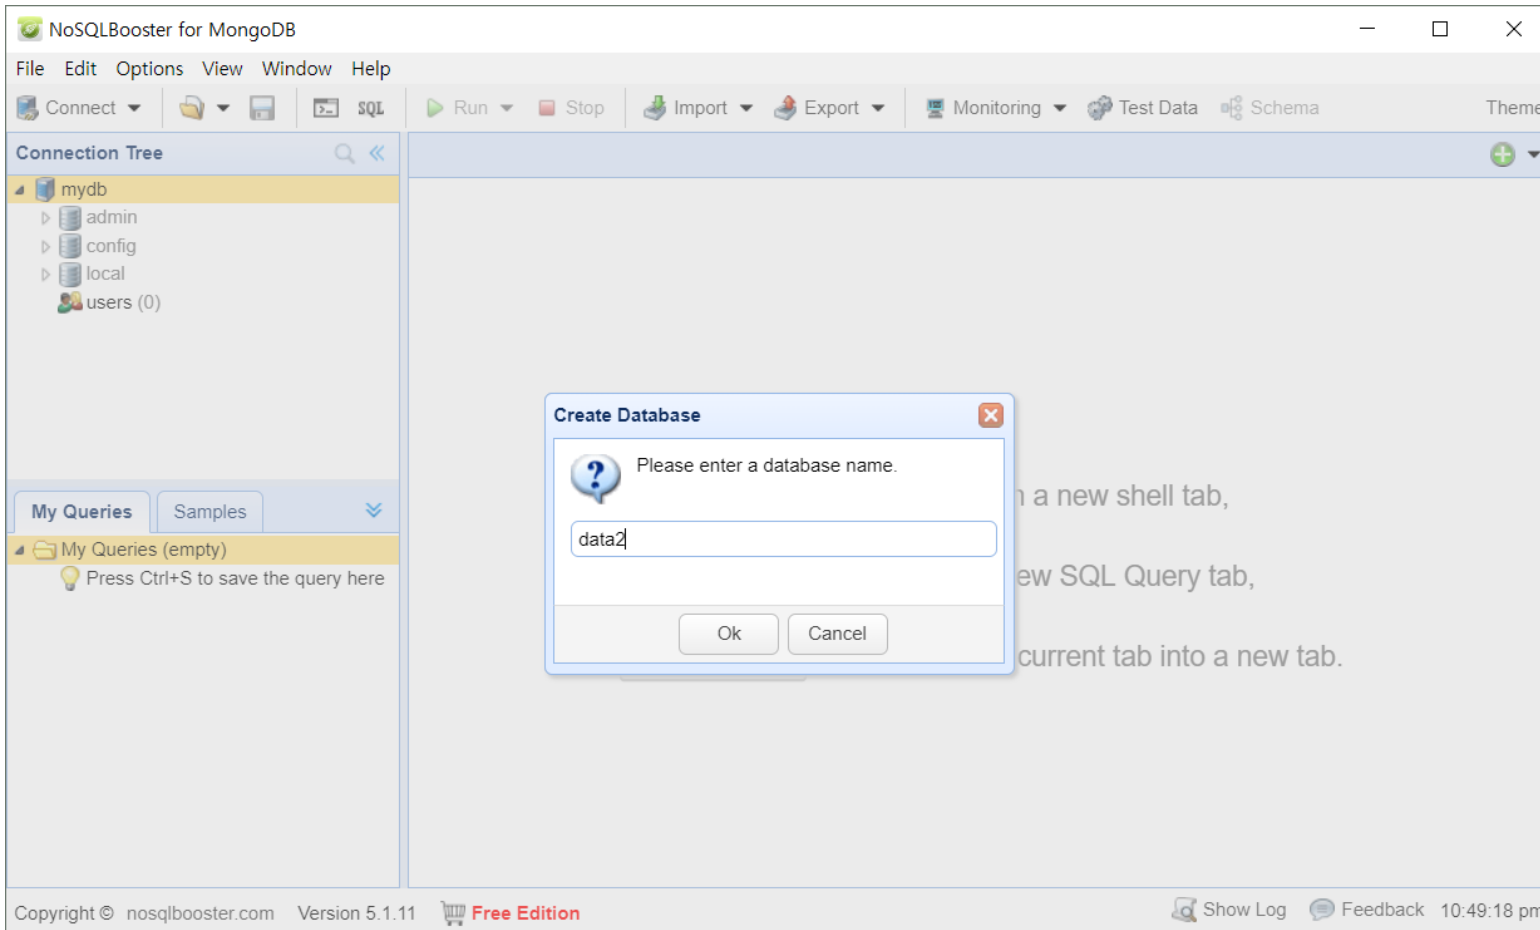 NoSQLBooster for MongoDB
File Edit Options View Window Help
Connect SQL Run Stop Import Export Monitoring Test Data Schema Theme
Connection Tree
mydb
admin
config
local
users (0)
Create Database
Please enter a database name.
data2
Ok Cancel
a new shell tab,
ew SQL Query tab,
current tab into a new tab.
My Queries Samples
My Queries (empty)
Press Ctrl+S to save the query here
Copyright © nosqlbooster.com Version 5.1.11 Free Edition Show Log Feedback 10:49:18 pm